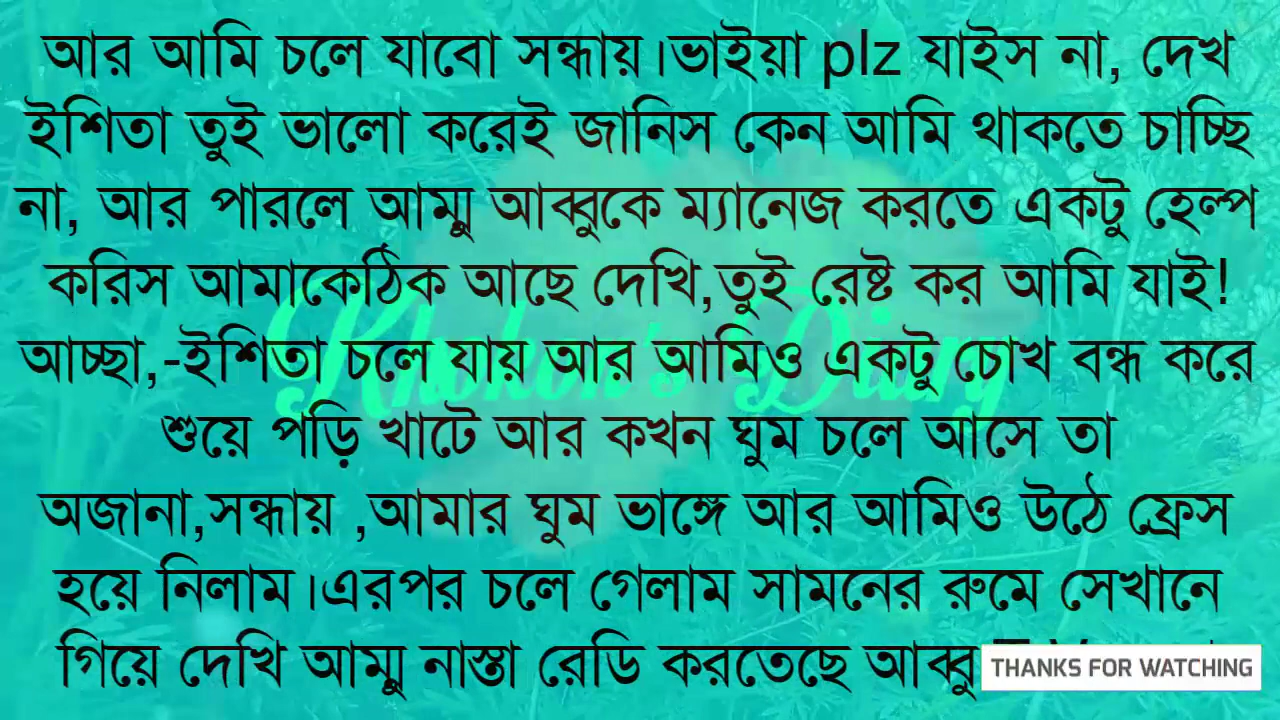 আর আমি চলে যাবো সন্ধায়।ভাইয়া plz যাইস না, দেখ
ইশিতা তুই ভালো করেই জানিস কেন আমি থাকতে চাচ্ছি
না, আর পারলে আম্মু আব্বুকে ম্যানেজ করতে একটু হেল্প
করিস আমাকেঠিক আছে দেখি,তুই রেষ্ট কর আমি যাই!
Khokon's Diary
আচ্ছা,-ইশিতা চলে যায় আর আমিও একটু চোখ বন্ধ করে
শুয়ে পড়ি খাটে আর কখন ঘুম চলে আসে তা
অজানা,সন্ধায় ,আমার ঘুম ভাঙ্গে আর আমিও উঠে ফ্রেস
হয়ে নিলাম।এরপর চলে গেলাম সামনের রুমে সেখানে
গিয়ে দেখি আম্মু নাস্তা রেডি করতেছে আব্বু
THANKS FOR WATCHING